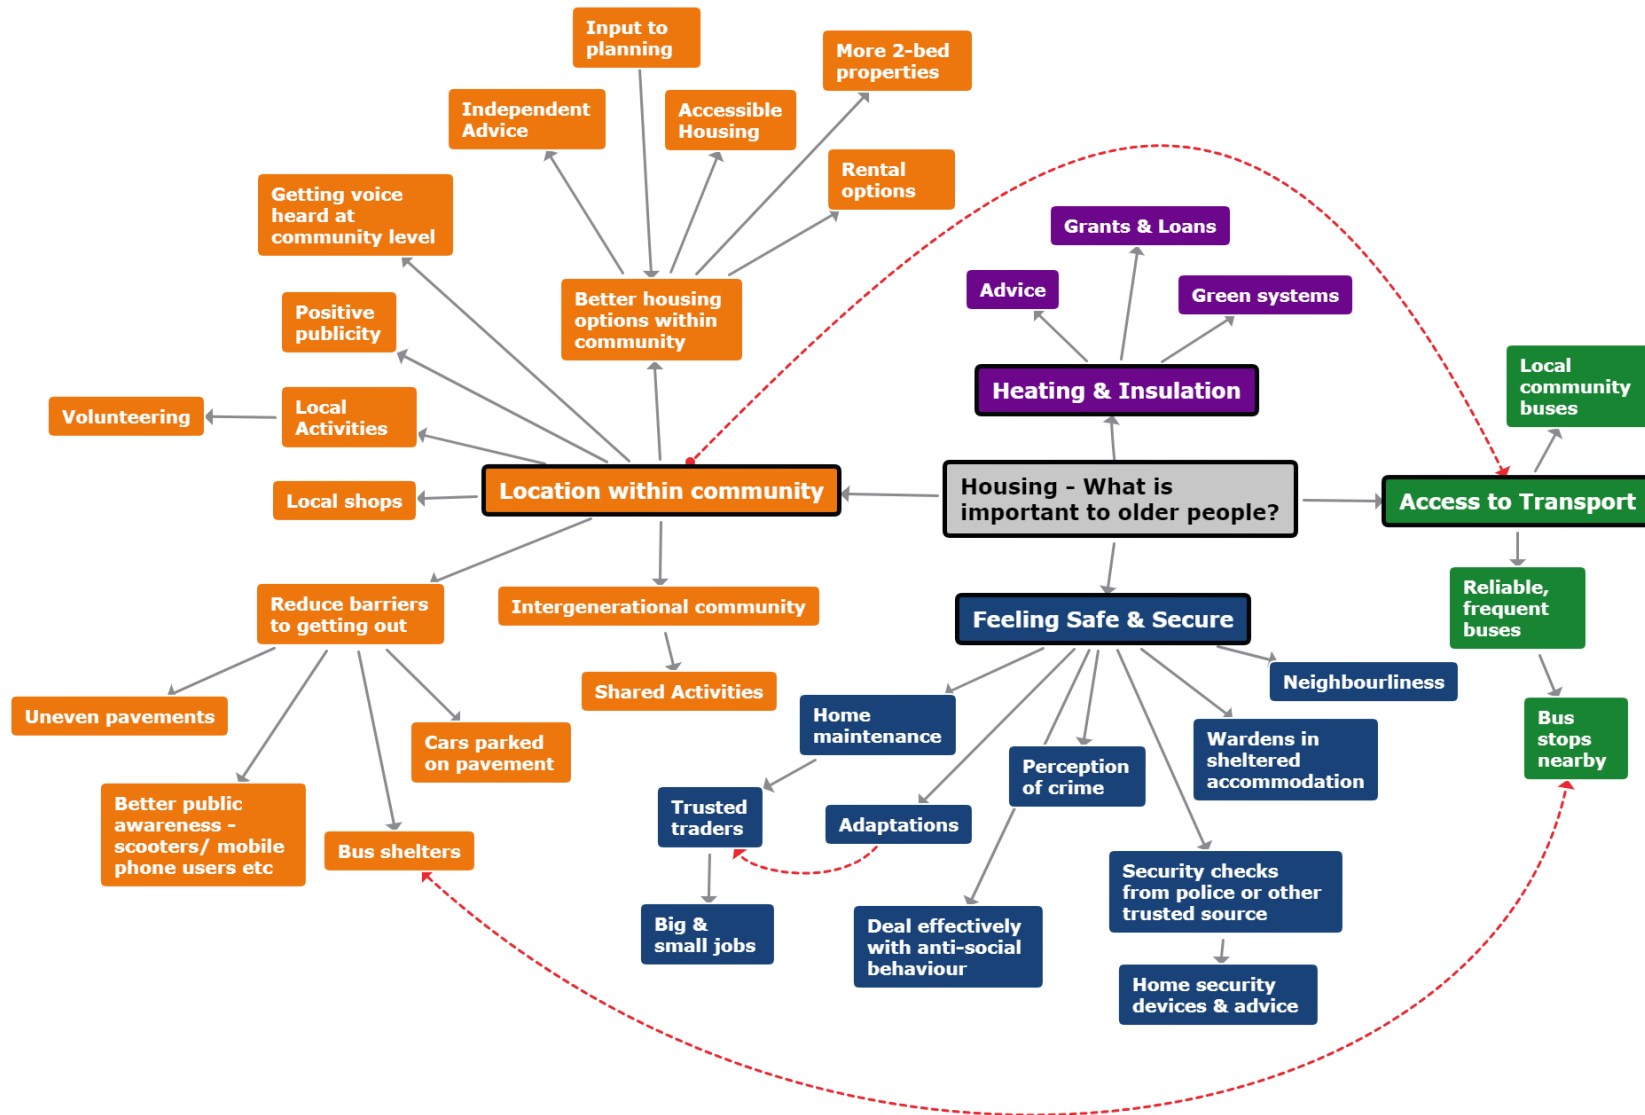 Input to
planning
More 2-bed
properties
Independent
Advice
Accessible
Housing
Rental
options
Getting voice
heard at
community level
Grants & Loans
Advice
Green systems
Positive
publicity
Better housing
options within
community
Local
community
buses
Heating & Insulation
Volunteering
Local
Activities
Local shops
Location within community
Housing - What is
important to older people?
Access to Transport
Reduce barriers
to getting out
Intergenerational community
Feeling Safe & Secure
Reliable,
frequent
buses
Shared Activities
Neighbourliness
Uneven pavements
Cars parked
on pavement
Home
maintenance
Perception
of crime
Wardens in
sheltered
accommodation
Bus
stops
nearby
Better public
awareness -
scooters/ mobile
phone users etc
Bus shelters
Trusted
traders
Adaptations
Security checks
from police or other
trusted source
Big &
small jobs
Deal effectively
with anti-social
behaviour
Home security
devices & advice